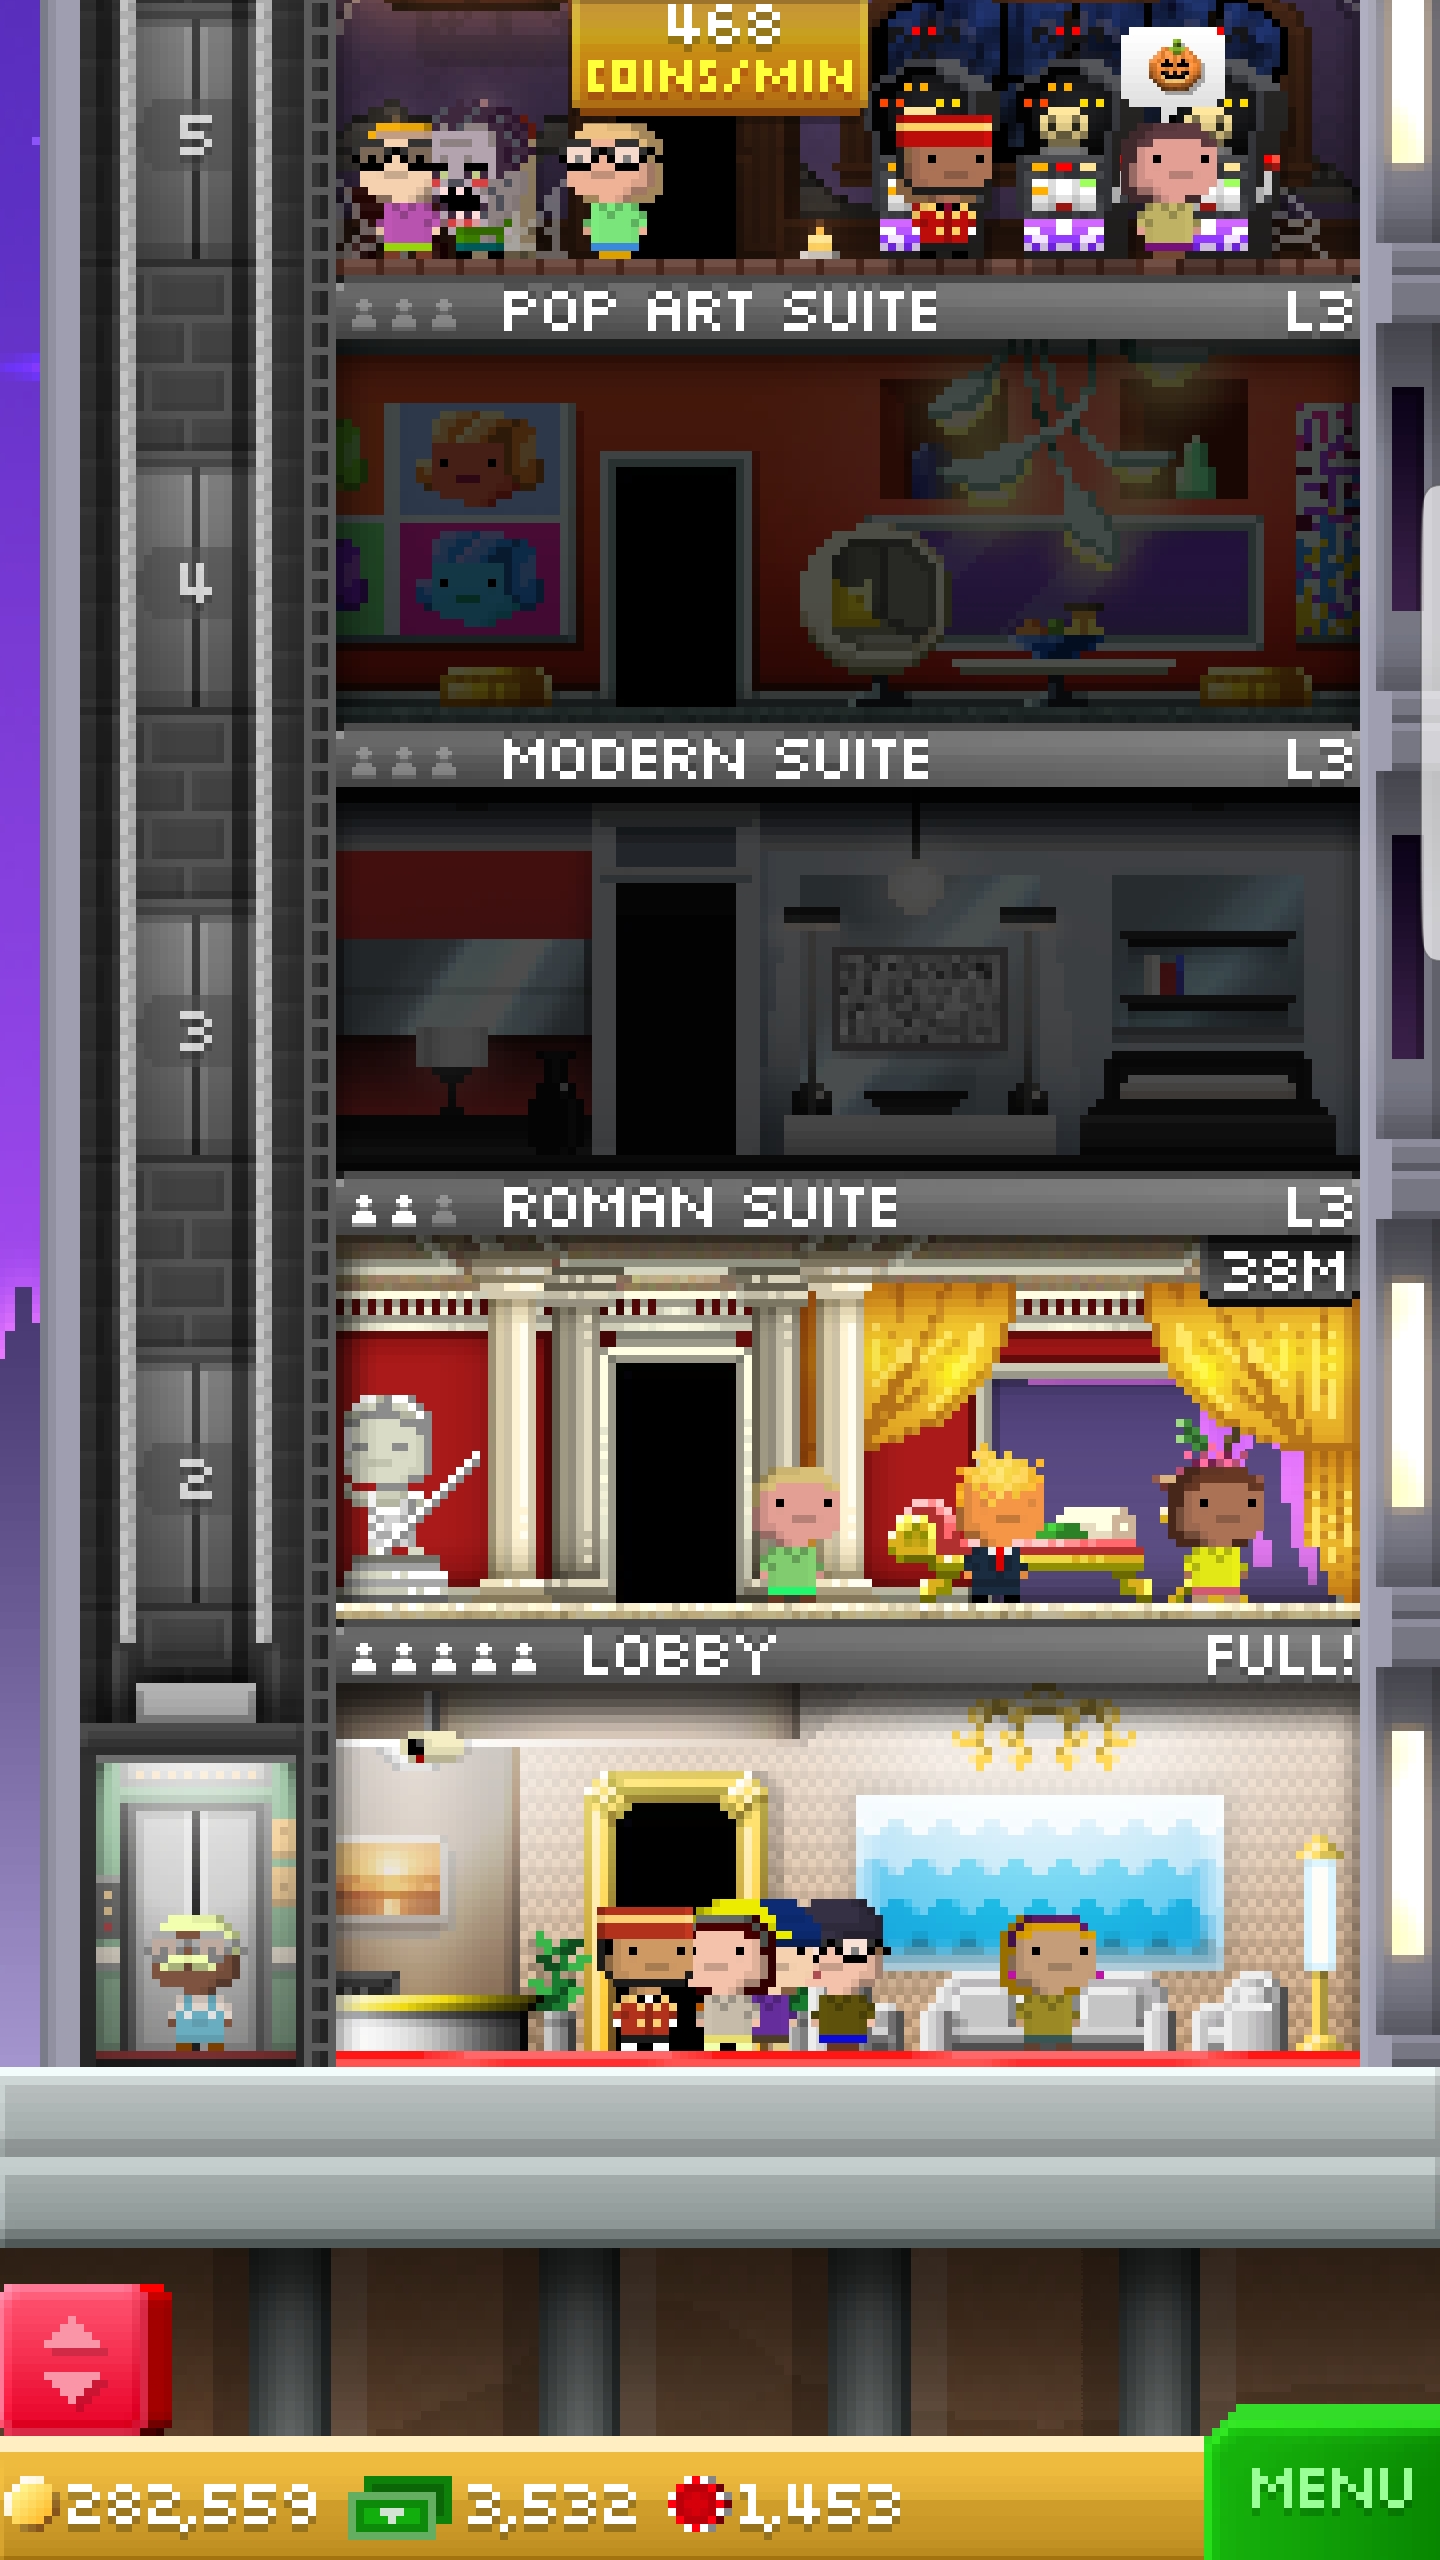 468
COINS/MIN
5
POP ART SUITE L3
4
MODERN SUITE L3
3
ROMAN SUITE L3
38M
2
LOBBY FULL!
282,559 3,532 1,453
MENU